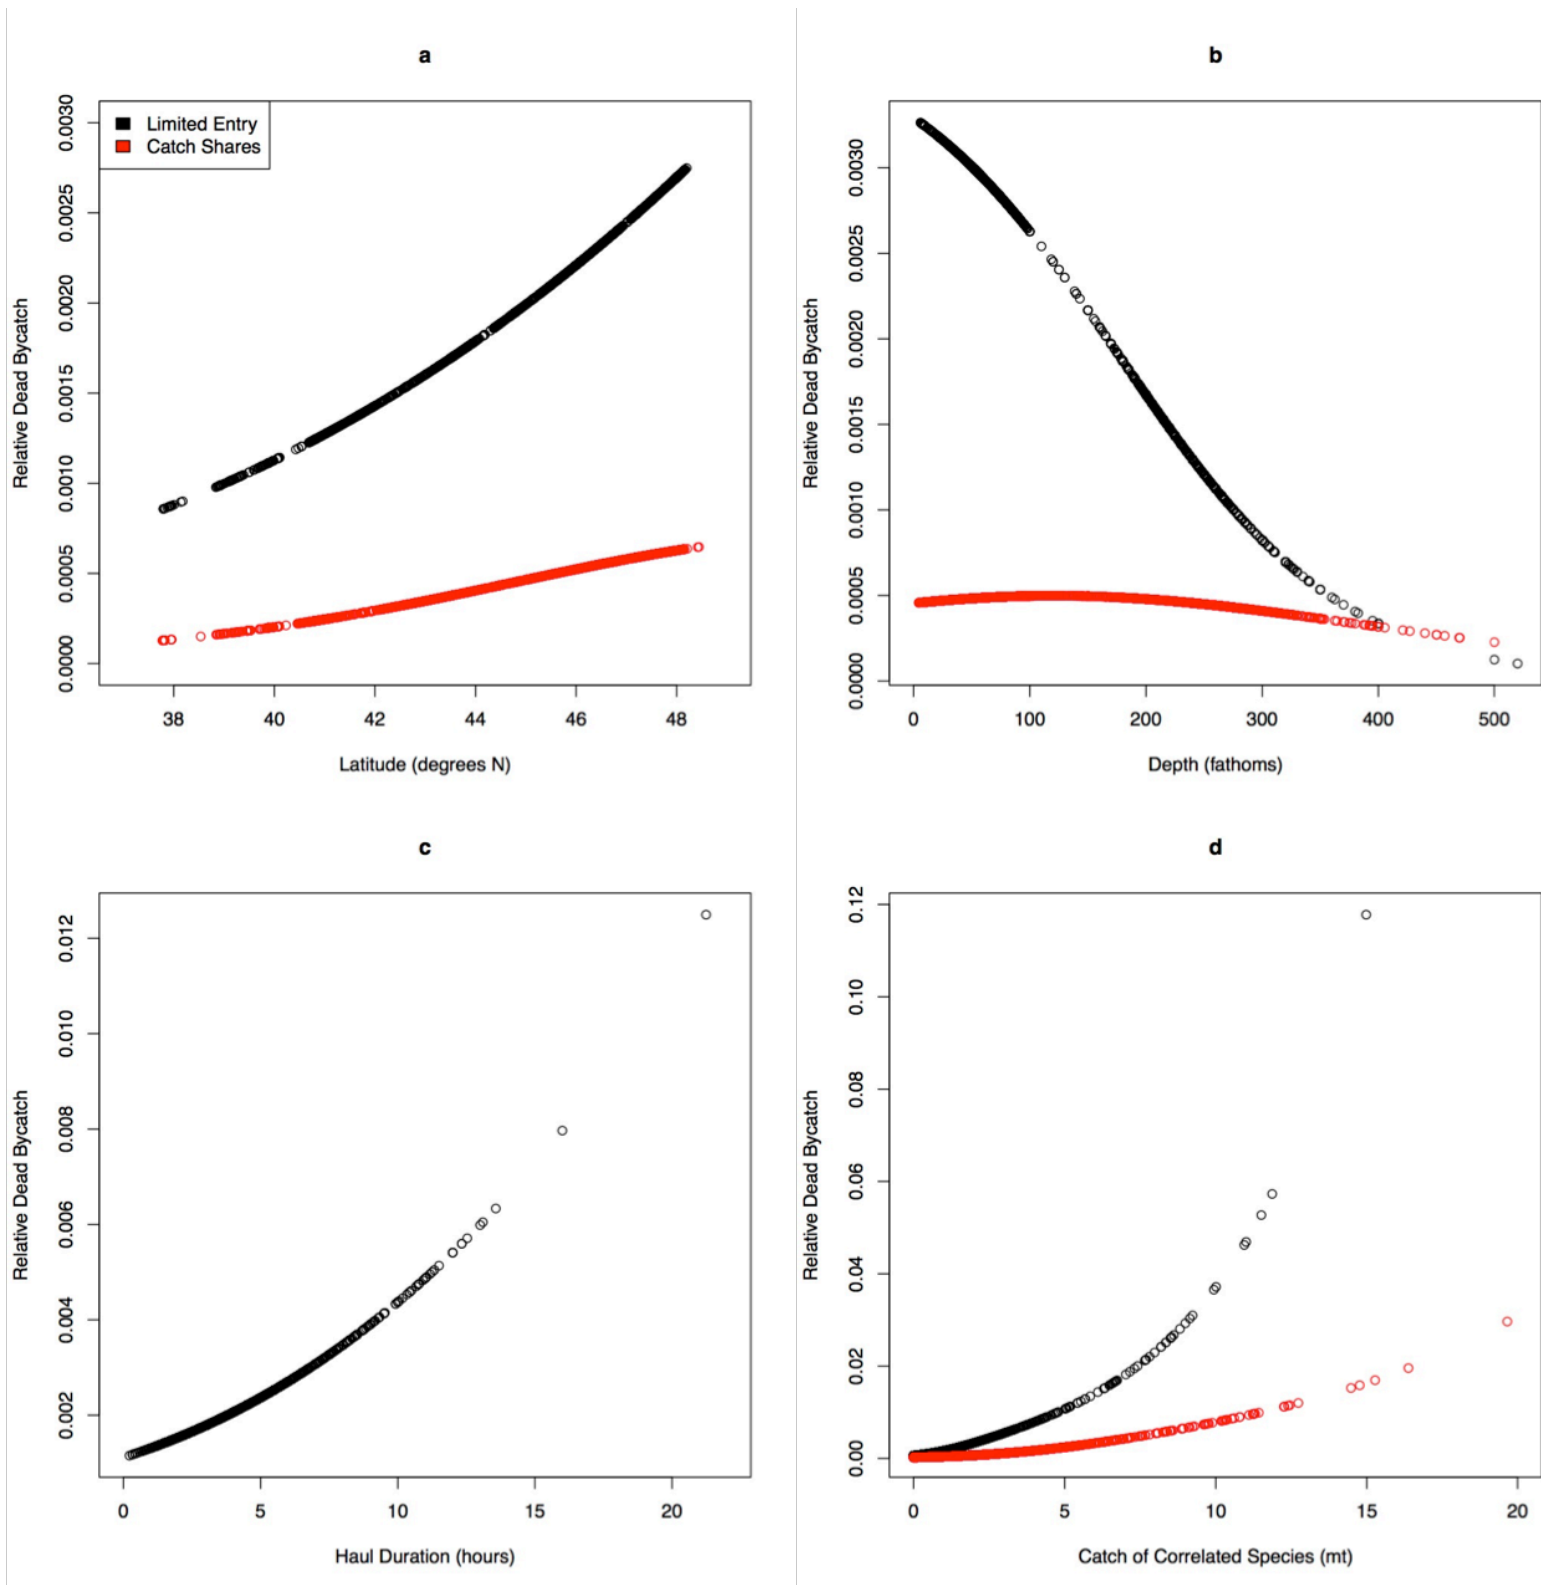 a
Limited Entry
Catch Shares
Relative Dead Bycatch
0.0030
0.0025
0.0020
0.0015
0.0010
0.0005
0.0000
38 40 42 44 46 48
Latitude (degrees N)
b
Relative Dead Bycatch
0.0030
0.0025
0.0020
0.0015
0.0010
0.0005
0.0000
0 100 200 300 400 500
Depth (fathoms)
c
Relative Dead Bycatch
0.012
0.010
0.008
0.006
0.004
0.002
0 5 10 15 20
Haul Duration (hours)
d
Relative Dead Bycatch
0.12
0.10
0.08
0.06
0.04
0.02
0.00
0 5 10 15 20
Catch of Correlated Species (mt)